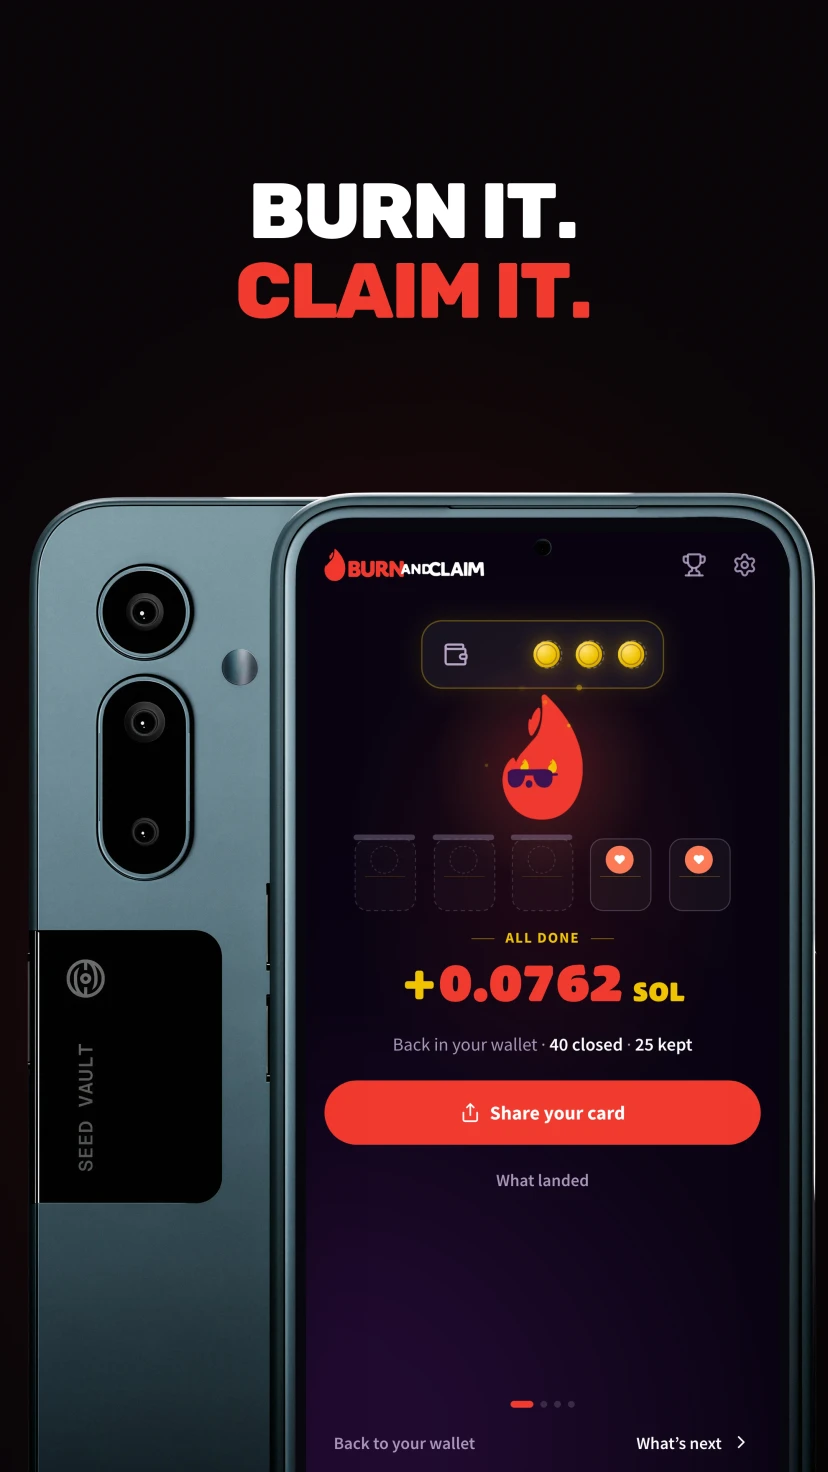 BURN IT.
CLAIM IT.
BURNANDCLAIM
ALL DONE
+0.0762 SOL
Back in your wallet · 40 closed · 25 kept
Share your card
What landed
SEED VAULT
Back to your wallet
What's next